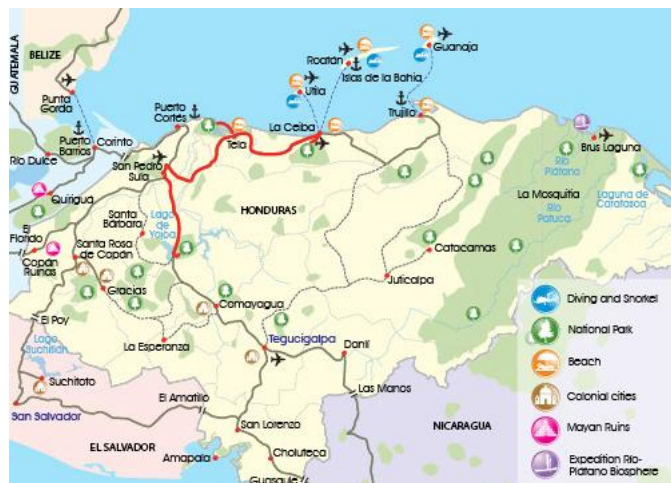 BELIZE
GUATEMALA
Punta
Gorda
Puerto
Barrios
Corinto
Río Dulce
Quirigua
El
Florido
Copán
Ruinas
Santa Rosa
de Copán
Gracias
El Poy
Lago
Suchitlan
Suchitoto
San Salvador
EL SALVADOR
Puerto
Cortés
San Pedro
Sula
Tela
La Ceiba
Utila
Roatán
Islas de la Bahía
Guanaja
Trujillo
Santa
Bárbara
Lago
de
Yojoa
HONDURAS
Comayagua
La Esperanza
Tegucigalpa
Danlí
Las Manos
El Amatillo
San Lorenzo
Amapala
Choluteca
Guasaule
Catacamas
Juticalpa
Río
Plátano
Brus Laguna
La Mosquitia
Río
Patuca
Laguna de
Caratasca
NICARAGUA
Diving and Snorkel
National Park
Beach
Colonial cities
Mayan Ruins
Expedition Río-
Plátano Biosphere